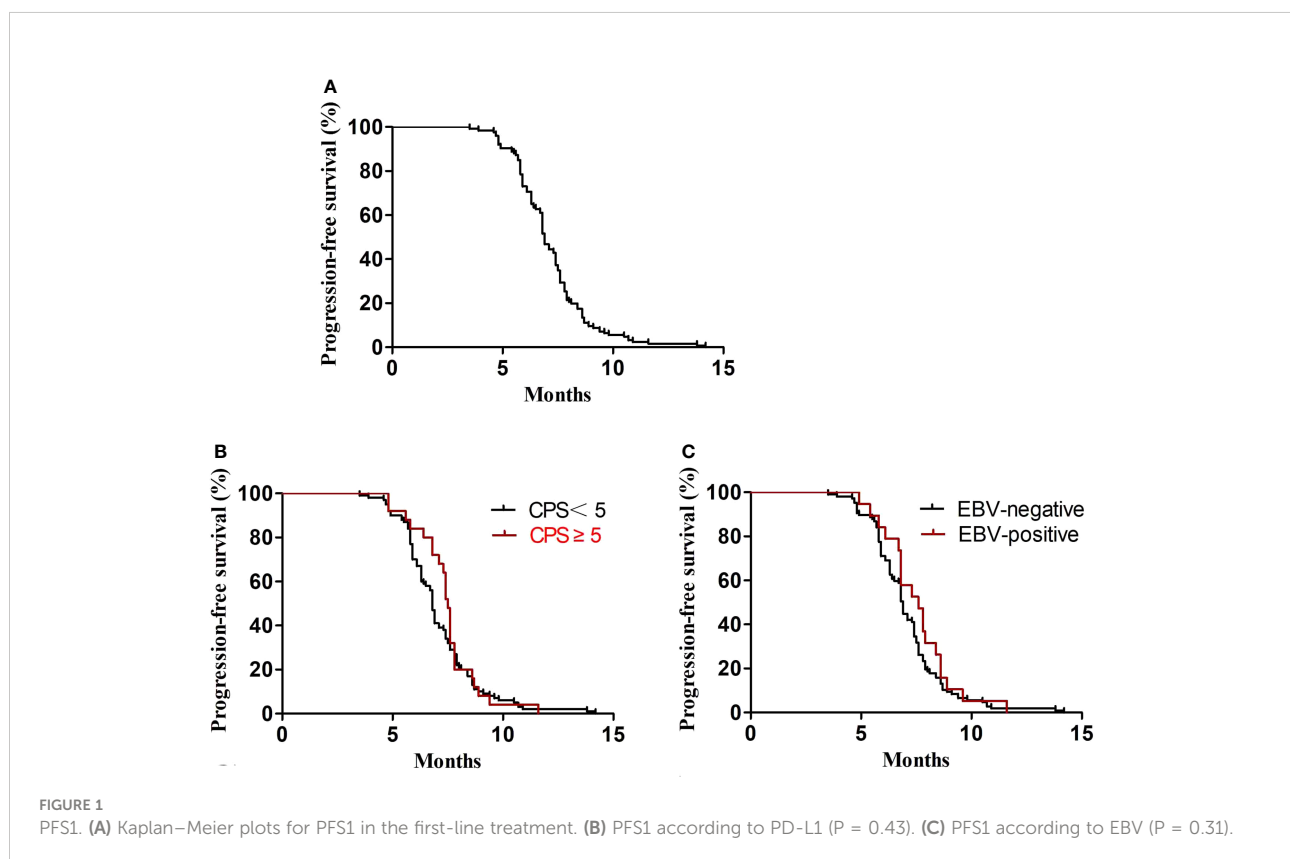 A
Progression-free survival (%)
100
80
60
40
20
0
0 5 10 15
Months
B
Progression-free survival (%)
100
80
60
40
20
0
0 5 10 15
Months
CPS< 5
CPS≥ 5
C
Progression-free survival (%)
100
80
60
40
20
0
0 5 10 15
Months
EBV-negative
EBV-positive
FIGURE 1
PFS1. (A) Kaplan–Meier plots for PFS1 in the first-line treatment. (B) PFS1 according to PD-L1 (P = 0.43). (C) PFS1 according to EBV (P = 0.31).